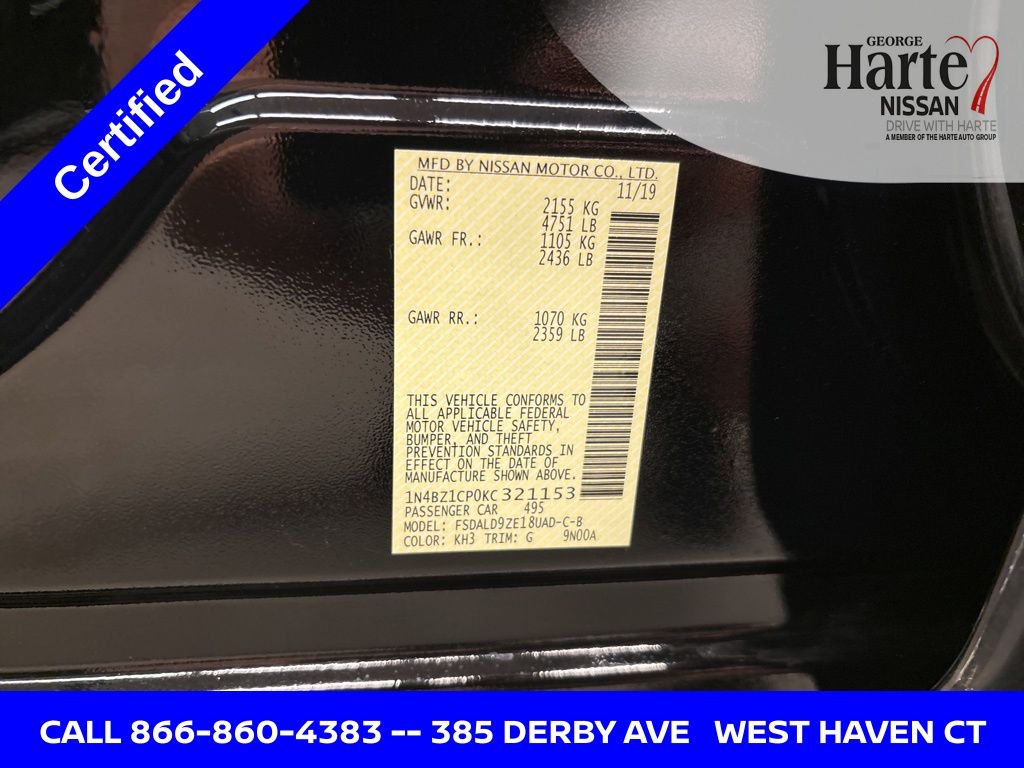 Certified
GEORGE
Harte
NISSAN
DRIVE WITH HARTE
A MEMBER OF THE HARTE AUTO GROUP
MFD BY NISSAN MOTOR CO., LTD.
DATE: 11/19
GVWR: 2155 KG
4751 LB
GAWR FR.: 1105 KG
2436 LB
GAWR RR.: 1070 KG
2359 LB
THIS VEHICLE CONFORMS TO
ALL APPLICABLE FEDERAL
MOTOR VEHICLE SAFETY,
BUMPER, AND THEFT
PREVENTION STANDARDS IN
EFFECT ON THE DATE OF
MANUFACTURE SHOWN ABOVE.
1N4BZ1CP0KC321153
PASSENGER CAR 495
MODEL: FSDALD9ZE18UAD-C-B
COLOR: KH3 TRIM: G 9N00A
CALL 866-860-4383 -- 385 DERBY AVE WEST HAVEN CT